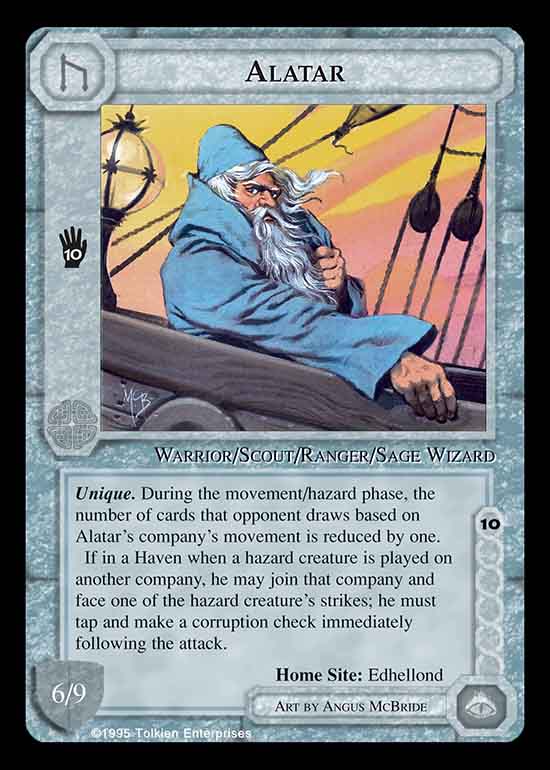 ALATAR
10
McB
WARRIOR/SCOUT/RANGER/SAGE WIZARD
Unique. During the movement/hazard phase, the
number of cards that opponent draws based on
Alatar's company's movement is reduced by one.
If in a Haven when a hazard creature is played on
another company, he may join that company and
face one of the hazard creature's strikes; he must
tap and make a corruption check immediately
following the attack.
10
Home Site: Edhellond
6/9
ART BY ANGUS MCBRIDE
©1995 Tolkien Enterprises